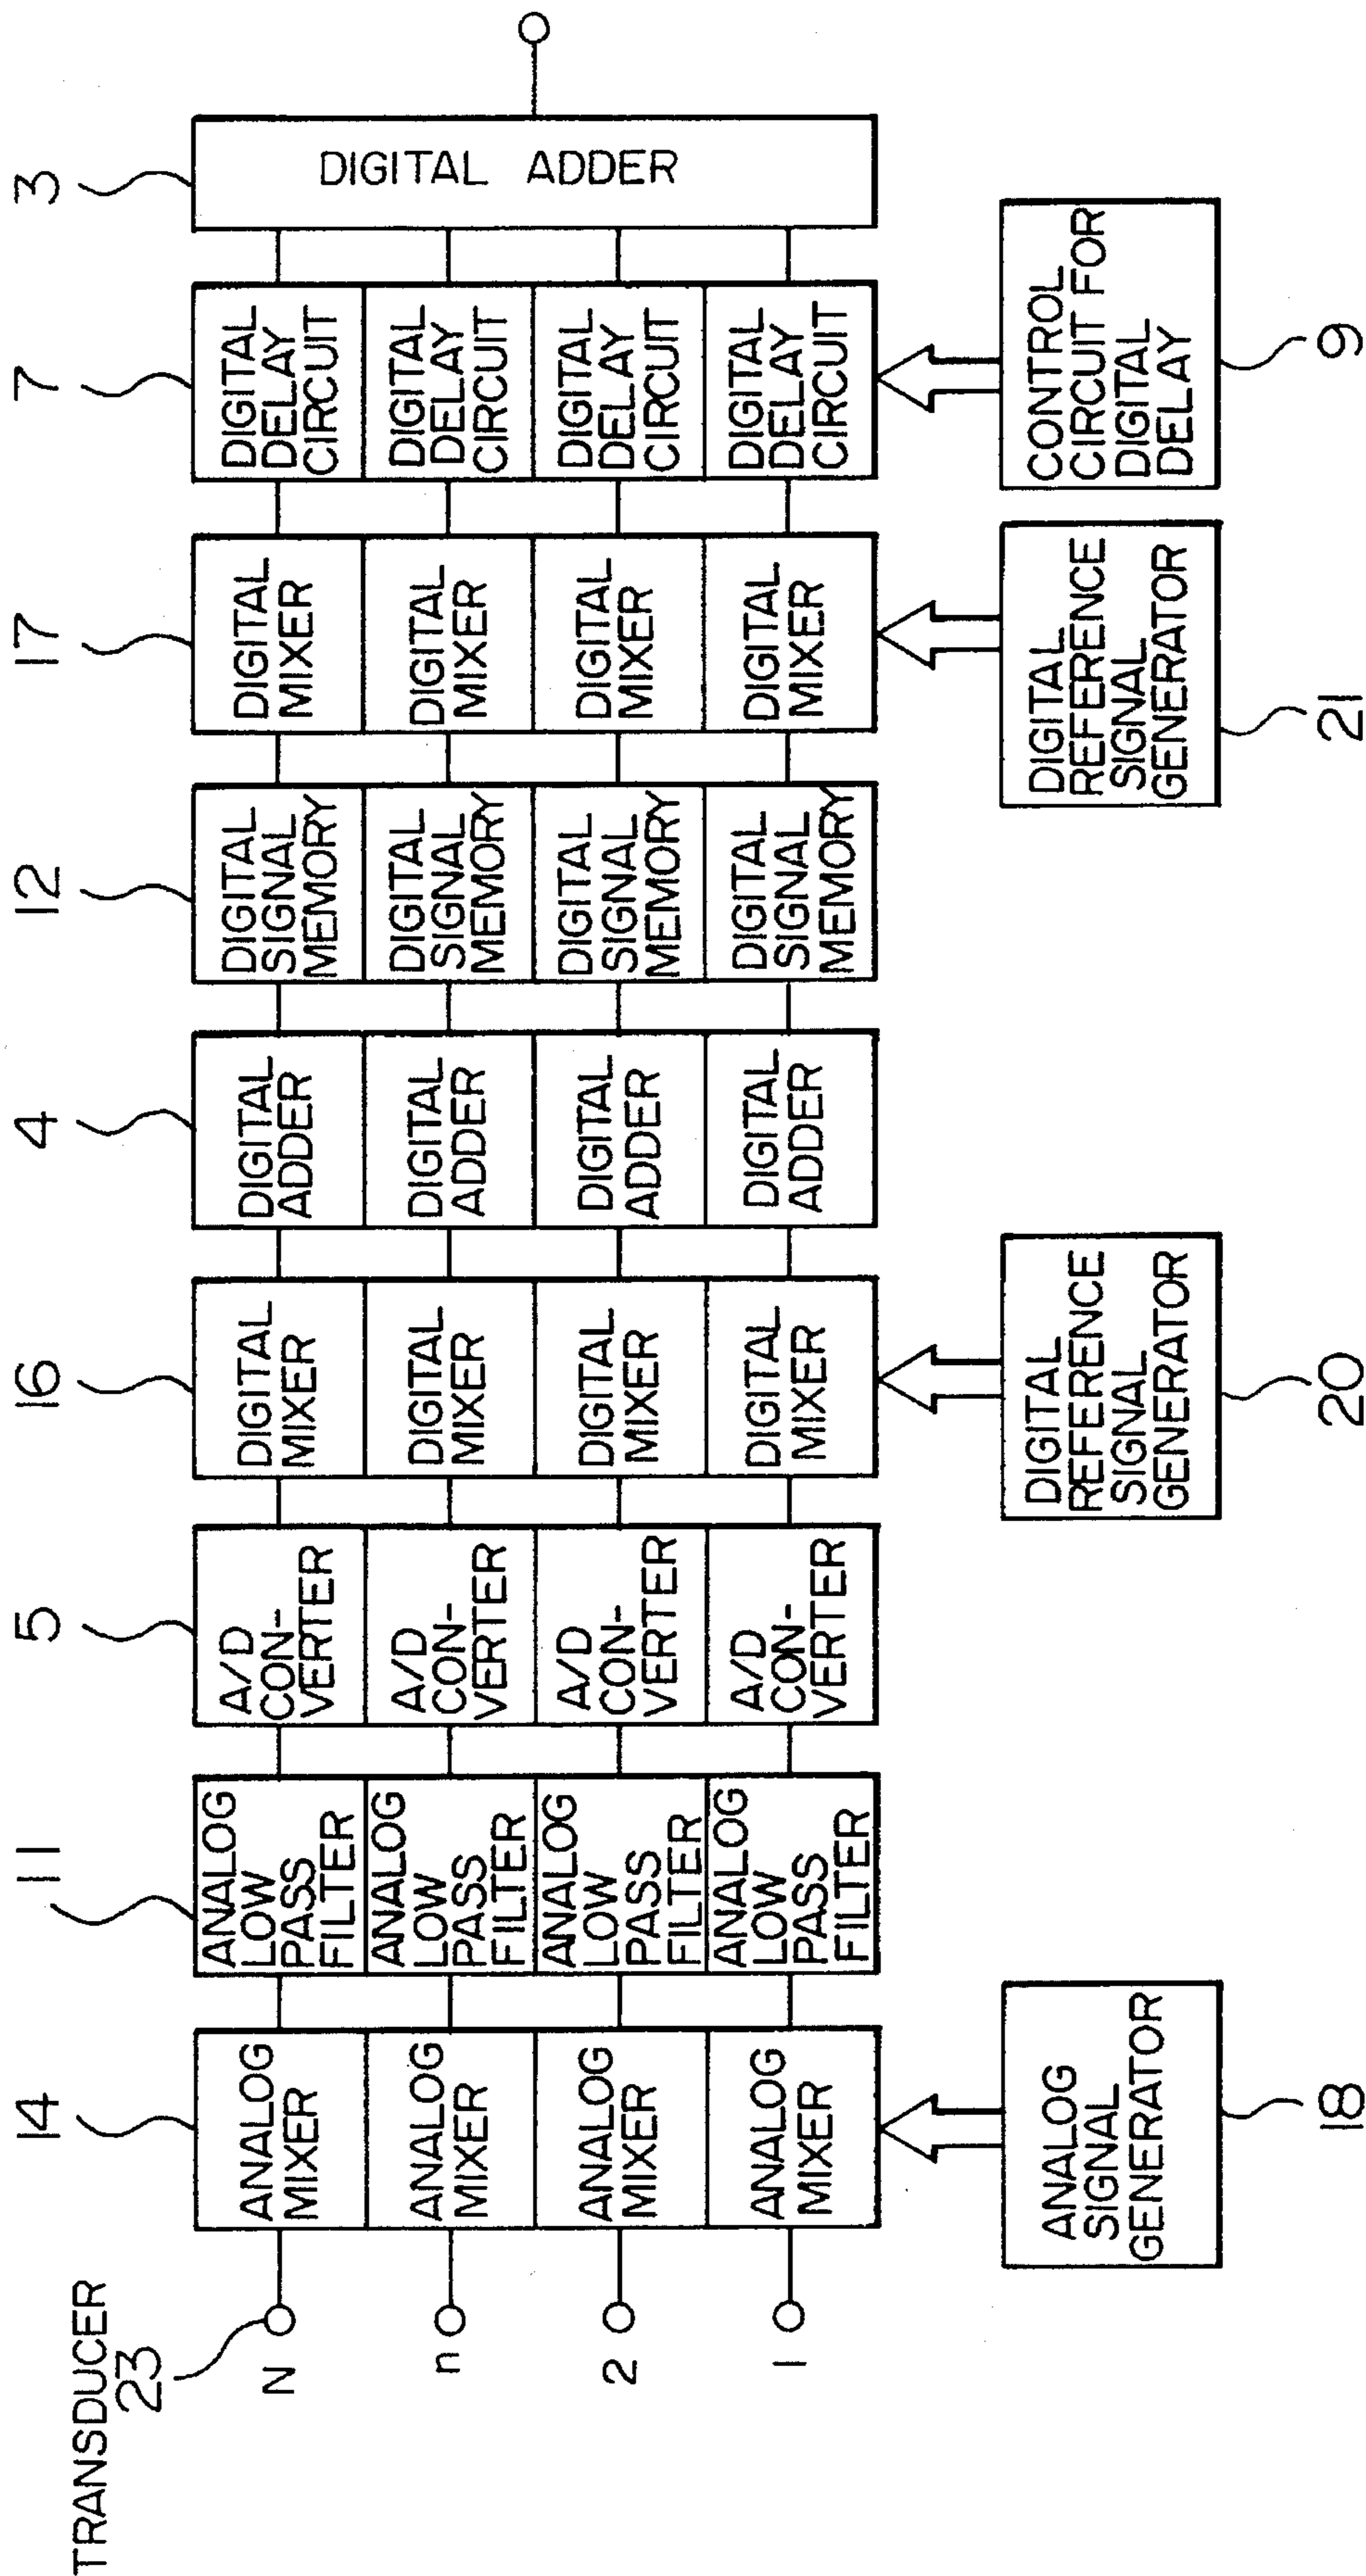 TRANSDUCER
23
N
n
2
1
14
ANALOG
MIXER
ANALOG
MIXER
ANALOG
MIXER
ANALOG
MIXER
ANALOG
SIGNAL
GENERATOR
18
11
ANALOG
LOW
PASS
FILTER
ANALOG
LOW
PASS
FILTER
ANALOG
LOW
PASS
FILTER
ANALOG
LOW
PASS
FILTER
5
A/D
CON-
VERTER
A/D
CON-
VERTER
A/D
CON-
VERTER
A/D
CON-
VERTER
16
DIGITAL
MIXER
DIGITAL
MIXER
DIGITAL
MIXER
DIGITAL
MIXER
DIGITAL
REFERENCE
SIGNAL
GENERATOR
20
4
DIGITAL
ADDER
DIGITAL
ADDER
DIGITAL
ADDER
DIGITAL
ADDER
12
DIGITAL
SIGNAL
MEMORY
DIGITAL
SIGNAL
MEMORY
DIGITAL
SIGNAL
MEMORY
DIGITAL
SIGNAL
MEMORY
17
DIGITAL
MIXER
DIGITAL
MIXER
DIGITAL
MIXER
DIGITAL
MIXER
DIGITAL
REFERENCE
SIGNAL
GENERATOR
21
7
DIGITAL
DELAY
CIRCUIT
DIGITAL
DELAY
CIRCUIT
DIGITAL
DELAY
CIRCUIT
DIGITAL
DELAY
CIRCUIT
CONTROL
CIRCUIT FOR
DIGITAL
DELAY
9
3
DIGITAL ADDER